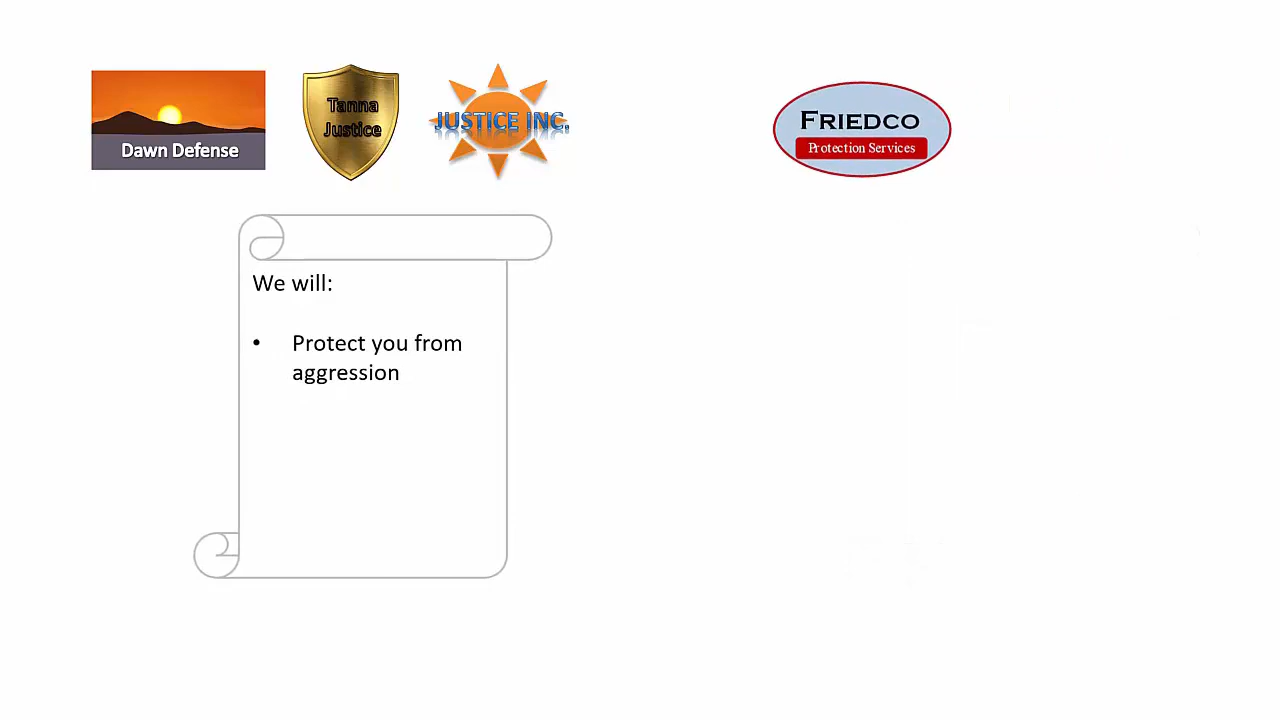 Dawn Defense
Tanna
Justice
JUSTICE INC.
FRIEDCO
Protection Services
We will:
• Protect you from
aggression